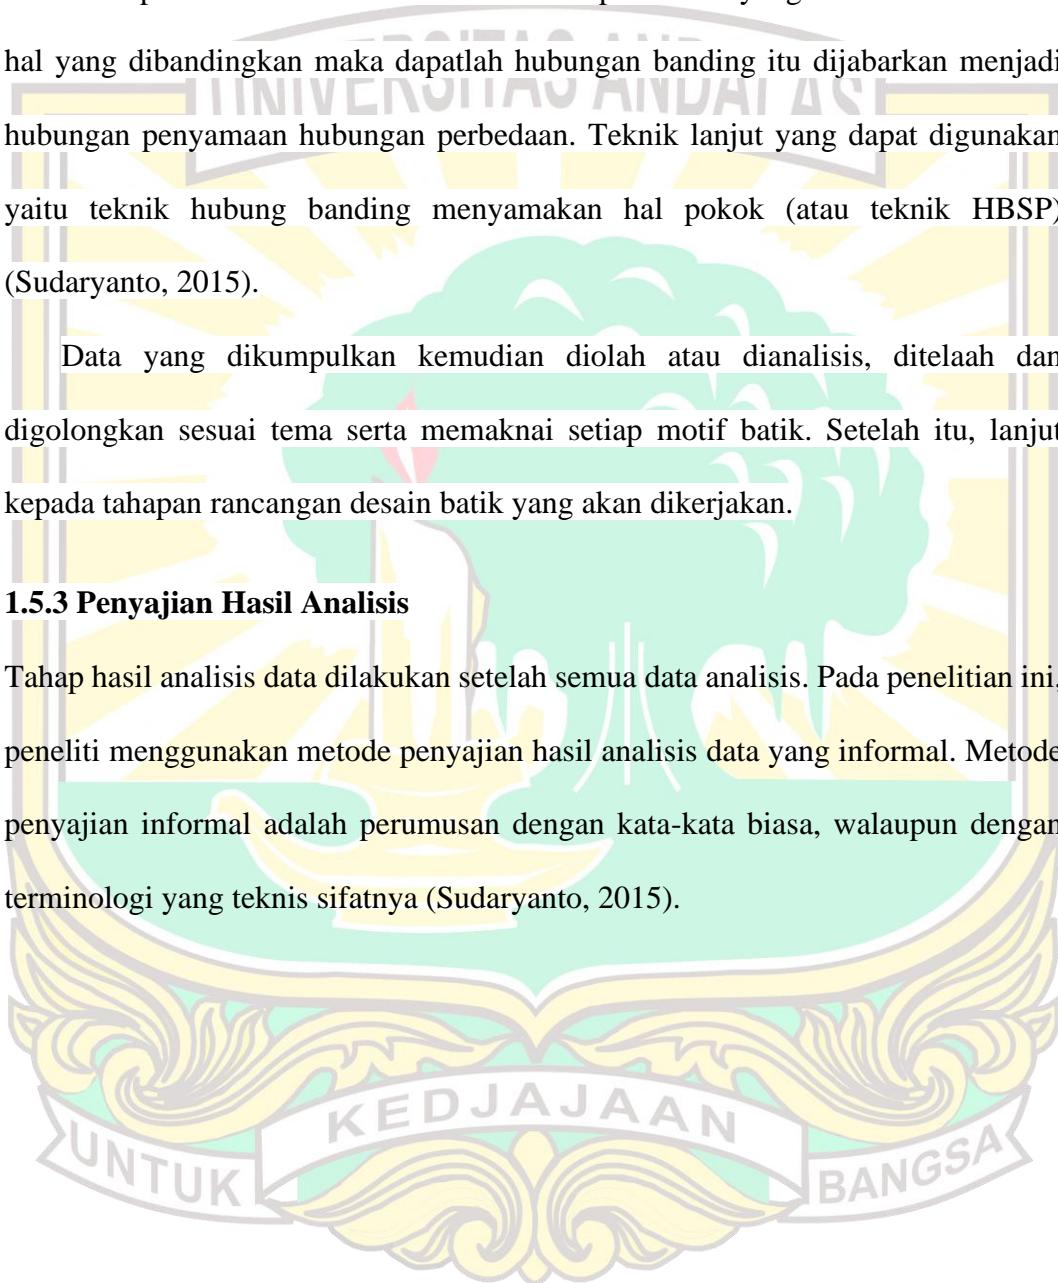 UNIVERSITAS ANDALAS
hal yang dibandingkan maka dapatlah hubungan banding itu dijabarkan menjadi
hubungan penyamaan hubungan perbedaan. Teknik lanjut yang dapat digunakan
yaitu teknik hubung banding menyamakan hal pokok (atau teknik HBSP)
(Sudaryanto, 2015).
Data yang dikumpulkan kemudian diolah atau dianalisis, ditelaah dan
digolongkan sesuai tema serta memaknai setiap motif batik. Setelah itu, lanjut
kepada tahapan rancangan desain batik yang akan dikerjakan.
1.5.3 Penyajian Hasil Analisis
Tahap hasil analisis data dilakukan setelah semua data analisis. Pada penelitian ini,
peneliti menggunakan metode penyajian hasil analisis data yang informal. Metode
penyajian informal adalah perumusan dengan kata-kata biasa, walaupun dengan
terminologi yang teknis sifatnya (Sudaryanto, 2015).
KEDJAJAAN
UNTUK BANGSA